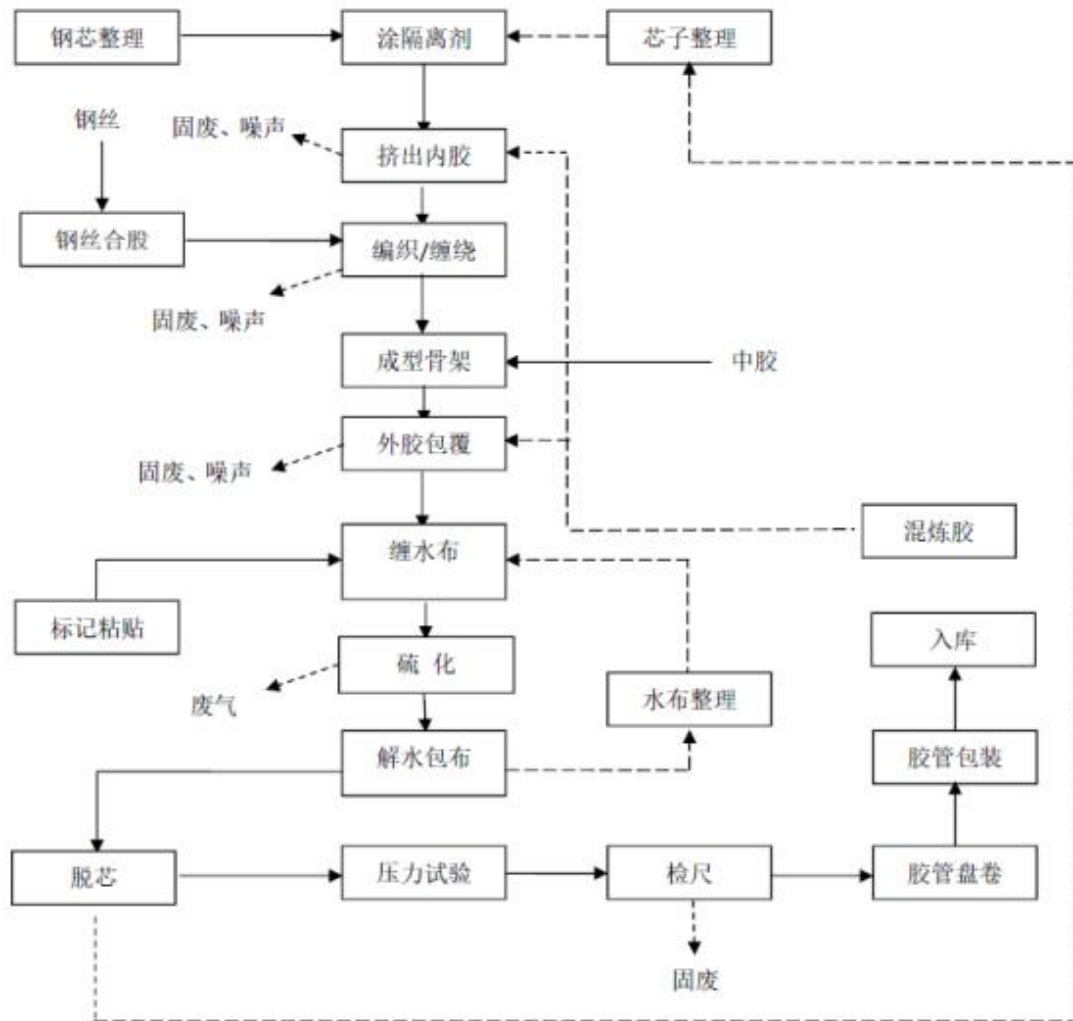 钢芯整理
涂隔离剂
芯子整理
钢丝
固废、噪声
挤出内胶
钢丝合股
编织/缠绕
固废、噪声
成型骨架
中胶
外胶包覆
固废、噪声
混炼胶
缠水布
标记粘贴
入库
硫 化
废气
水布整理
解水包布
胶管包装
脱芯
压力试验
检尺
胶管盘卷
固废